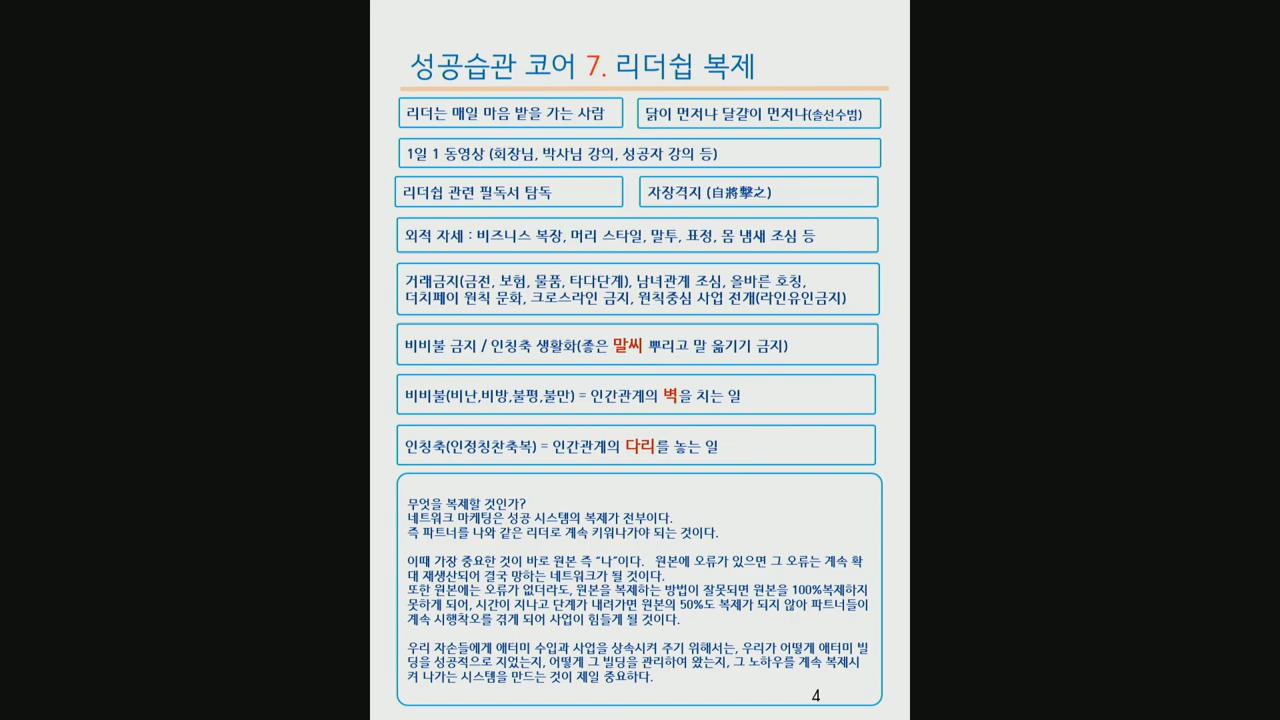 성공습관 코어 7. 리더쉽 복제
리더는 매일 마음 밭을 가는 사람
닭이 먼저냐 달걀이 먼저냐(솔선수범)
1일 1 동영상 (회장님, 박사님 강의, 성공자 강의 등)
리더쉽 관련 필독서 탐독
자장격지 (自將擊之)
외적 자세 : 비즈니스 복장, 머리 스타일, 말투, 표정, 몸 냄새 조심 등
거래금지(금전, 보험, 물품, 타다단계), 남녀관계 조심, 올바른 호칭,
더치페이 원칙 문화, 크로스라인 금지, 원칙중심 사업 전개(라인유인금지)
비비불 금지 / 인칭축 생활화(좋은 말씨 뿌리고 말 옮기기 금지)
비비불(비난,비방,불평,불만) = 인간관계의 벽을 치는 일
인칭축(인정칭찬축복) = 인간관계의 다리를 놓는 일
무엇을 복제할 것인가?
네트워크 마케팅은 성공 시스템의 복제가 전부이다.
즉 파트너를 나와 같은 리더로 계속 키워나가야 되는 것이다.
이때 가장 중요한 것이 바로 원본 즉 "나"이다. 원본에 오류가 있으면 그 오류는 계속 확
대 재생산되어 결국 망하는 네트워크가 될 것이다.
또한 원본에는 오류가 없더라도, 원본을 복제하는 방법이 잘못되면 원본을 100%복제하지
못하게 되어, 시간이 지나고 단계가 내려가면 원본의 50%도 복제가 되지 않아 파트너들이
계속 시행착오를 겪게 되어 사업이 힘들게 될 것이다.
우리 자손들에게 애터미 수입과 사업을 상속시켜 주기 위해서는, 우리가 어떻게 애터미 빌
딩을 성공적으로 지었는지, 어떻게 그 빌딩을 관리하여 왔는지, 그 노하우를 계속 복제시
켜 나가는 시스템을 만드는 것이 제일 중요하다.
4